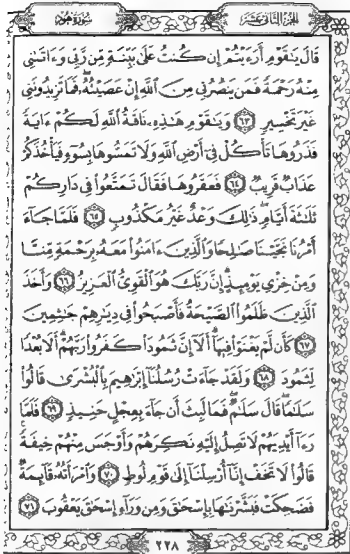 سورة هود
الجزء الثاني عشر
قَالَ يَٰقَوْمِ أَرَءَيْتُمْ إِن كُنتُ عَلَىٰ بَيِّنَةٍ مِّن رَّبِّي وَءَاتَىٰنِي
مِنْهُ رَحْمَةً فَمَن يَنصُرُنِي مِنَ ٱللَّهِ إِنْ عَصَيْتُهُۥ فَمَا تَزِيدُونَنِي
غَيْرَ تَخْسِيرٍ ٦٣ وَيَٰقَوْمِ هَٰذِهِۦ نَاقَةُ ٱللَّهِ لَكُمْ ءَايَةً
فَذَرُوهَا تَأْكُلْ فِىٓ أَرْضِ ٱللَّهِ وَلَا تَمَسُّوهَا بِسُوٓءٍ فَيَأْخُذَكُمْ
عَذَابٌ قَرِيبٌ ٦٤ فَعَقَرُوهَا فَقَالَ تَمَتَّعُوا۟ فِى دَارِكُمْ
ثَلَٰثَةَ أَيَّامٍ ذَٰلِكَ وَعْدٌ غَيْرُ مَكْذُوبٍ ٦٥ فَلَمَّا جَآءَ
أَمْرُنَا نَجَّيْنَا صَٰلِحًا وَٱلَّذِينَ ءَامَنُوا۟ مَعَهُۥ بِرَحْمَةٍ مِّنَّا
وَمِنْ خِزْىِ يَوْمِئِذٍ إِنَّ رَبَّكَ هُوَ ٱلْقَوِىُّ ٱلْعَزِيزُ ٦٦ وَأَخَذَ
ٱلَّذِينَ ظَلَمُوا۟ ٱلصَّيْحَةُ فَأَصْبَحُوا۟ فِى دِيَٰرِهِمْ جَٰثِمِينَ
٦٧ كَأَن لَّمْ يَغْنَوْا۟ فِيهَآ أَلَآ إِنَّ ثَمُودَا۟ كَفَرُوا۟ رَبَّهُمْ أَلَا بُعْدًا
لِّثَمُودَ ٦٨ وَلَقَدْ جَآءَتْ رُسُلُنَآ إِبْرَٰهِيمَ بِٱلْبُشْرَىٰ قَالُوا۟
سَلَٰمًا قَالَ سَلَٰمٌ فَمَا لَبِثَ أَن جَآءَ بِعِجْلٍ حَنِيذٍ ٦٩ فَلَمَّا
رَءَآ أَيْدِيَهُمْ لَا تَصِلُ إِلَيْهِ نَكِرَهُمْ وَأَوْجَسَ مِنْهُمْ خِيفَةً
قَالُوا۟ لَا تَخَفْ إِنَّآ أُرْسِلْنَآ إِلَىٰ قَوْمِ لُوطٍ ٧٠ وَٱمْرَأَتُهُۥ قَآئِمَةٌ
فَضَحِكَتْ فَبَشَّرْنَٰهَا بِإِسْحَٰقَ وَمِن وَرَآءِ إِسْحَٰقَ يَعْقُوبَ ٧١
٢٢٨